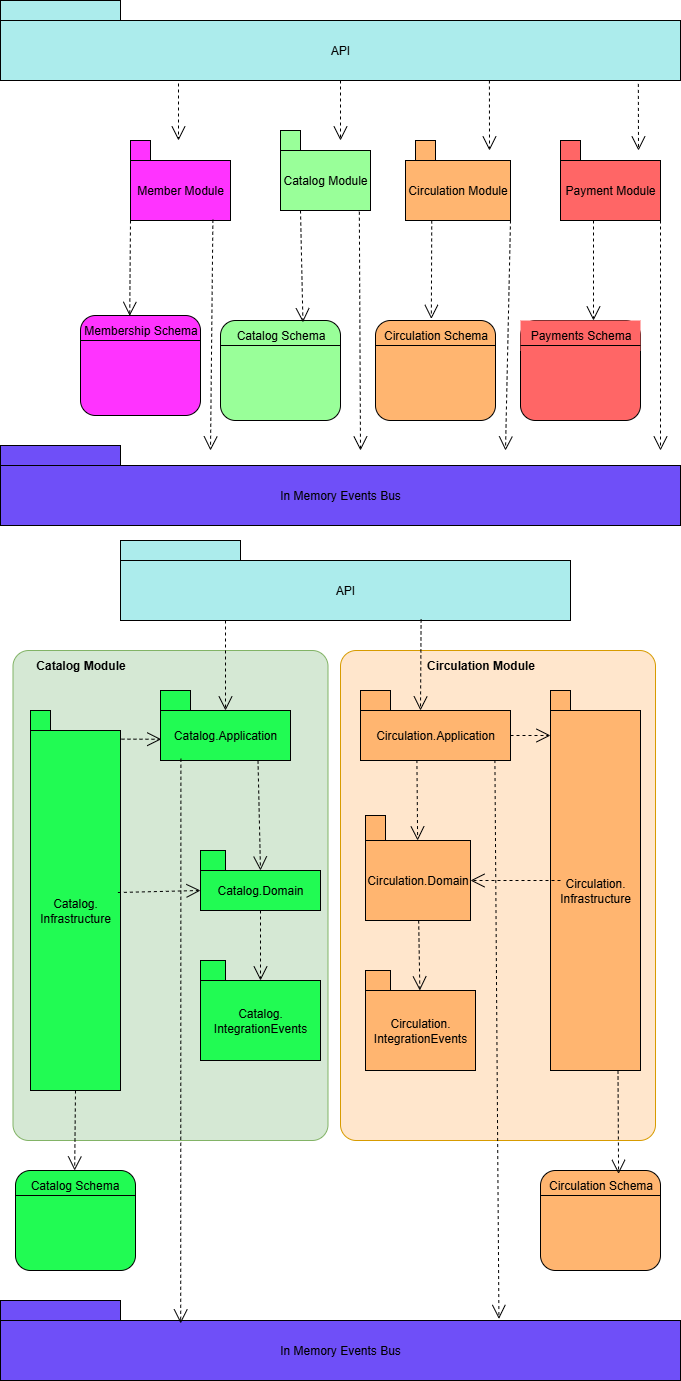 API
Member Module
Catalog Module
Circulation Module
Payment Module
Membership Schema
Catalog Schema
Circulation Schema
Payments Schema
In Memory Events Bus
API
Catalog Module
Circulation Module
Catalog.Application
Circulation.Application
Catalog.
Infrastructure
Catalog.Domain
Circulation.Domain
Circulation.
Infrastructure
Catalog.
IntegrationEvents
Circulation.
IntegrationEvents
Catalog Schema
Circulation Schema
In Memory Events Bus